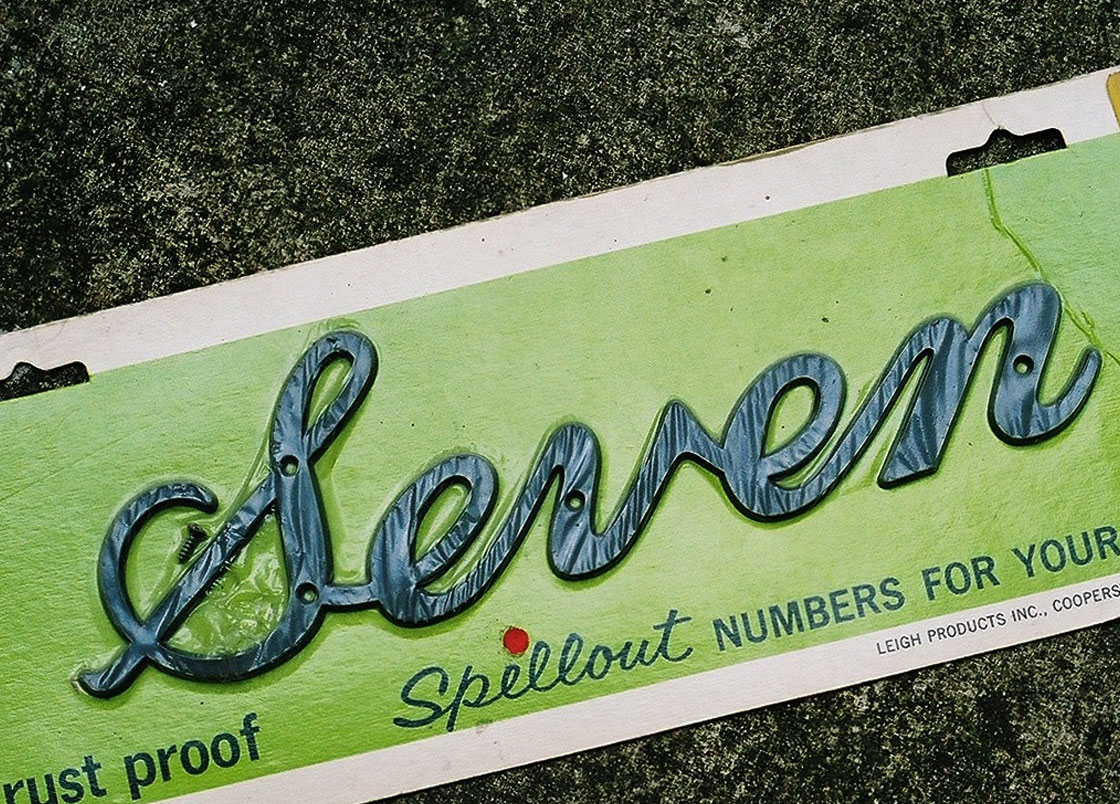 Seven
rust proof
Spellout NUMBERS FOR YOUR
LEIGH PRODUCTS INC., COOPERS